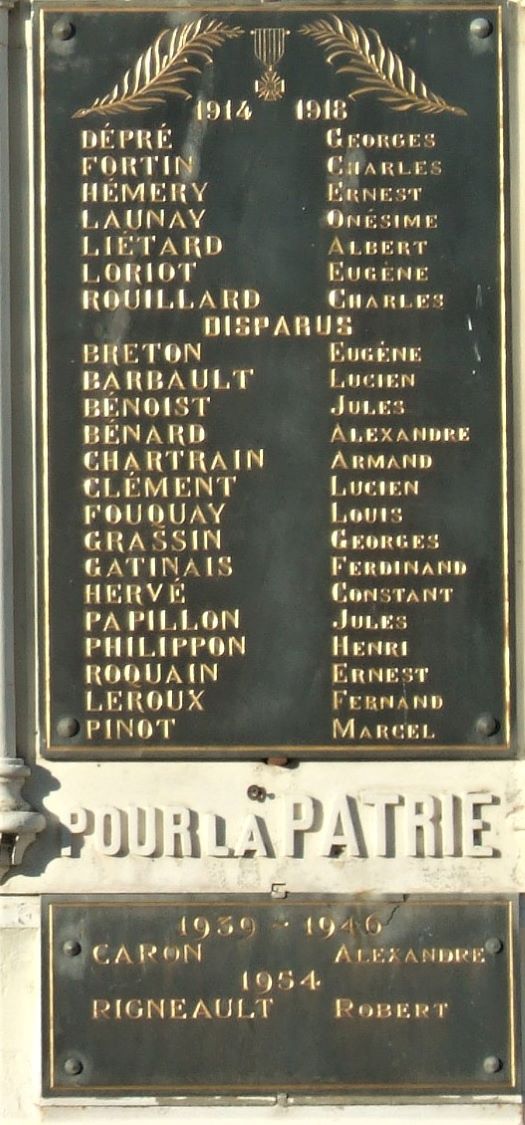 1914 1918
DÉPRÉ GEORGES
FORTIN CHARLES
HÉMERY ERNEST
LAUNAY ONÉSIME
LIÉTARD ALBERT
LORIOT EUGÈNE
ROUILLARD CHARLES
DISPARUS
BRETON EUGÈNE
BARBAULT LUCIEN
BÉNOIST JULES
BÉNARD ALEXANDRE
CHARTRAIN ARMAND
CLÉMENT LUCIEN
FOUQUAY LOUIS
GRASSIN GEORGES
GATINAIS FERDINAND
HERVÉ CONSTANT
PAPILLON JULES
PHILIPPON HENRI
ROQUAIN ERNEST
LEROUX FERNAND
PINOT MARCEL
POUR LA PATRIE
1939 - 1946
CARON ALEXANDRE
1954
RIGNEAULT ROBERT